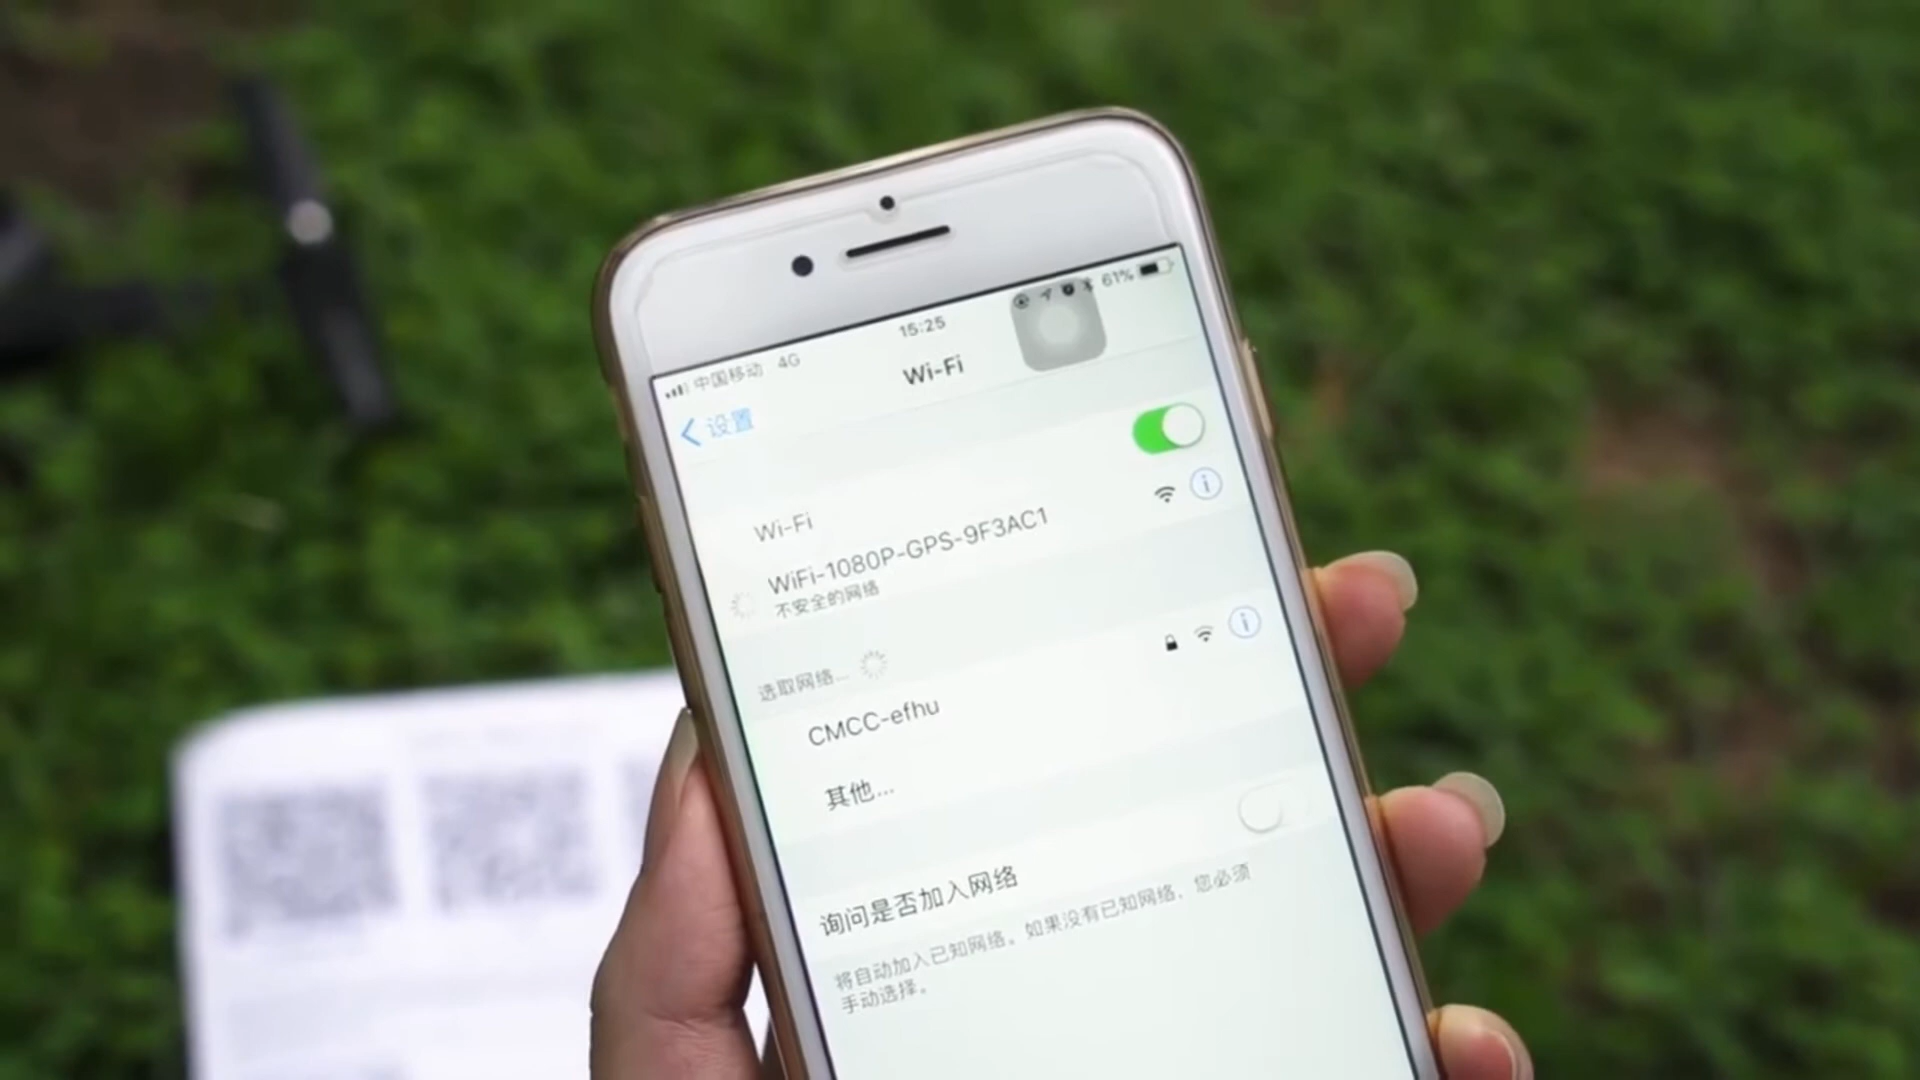 中国移动 4G
15:25
61%
设置
Wi-Fi
Wi-Fi
WiFi-1080P-GPS-9F3AC1
不安全的网络
选取网络...
CMCC-efhu
其他...
询问是否加入网络
将自动加入已知网络。如果没有已知网络，您必须
手动选择。